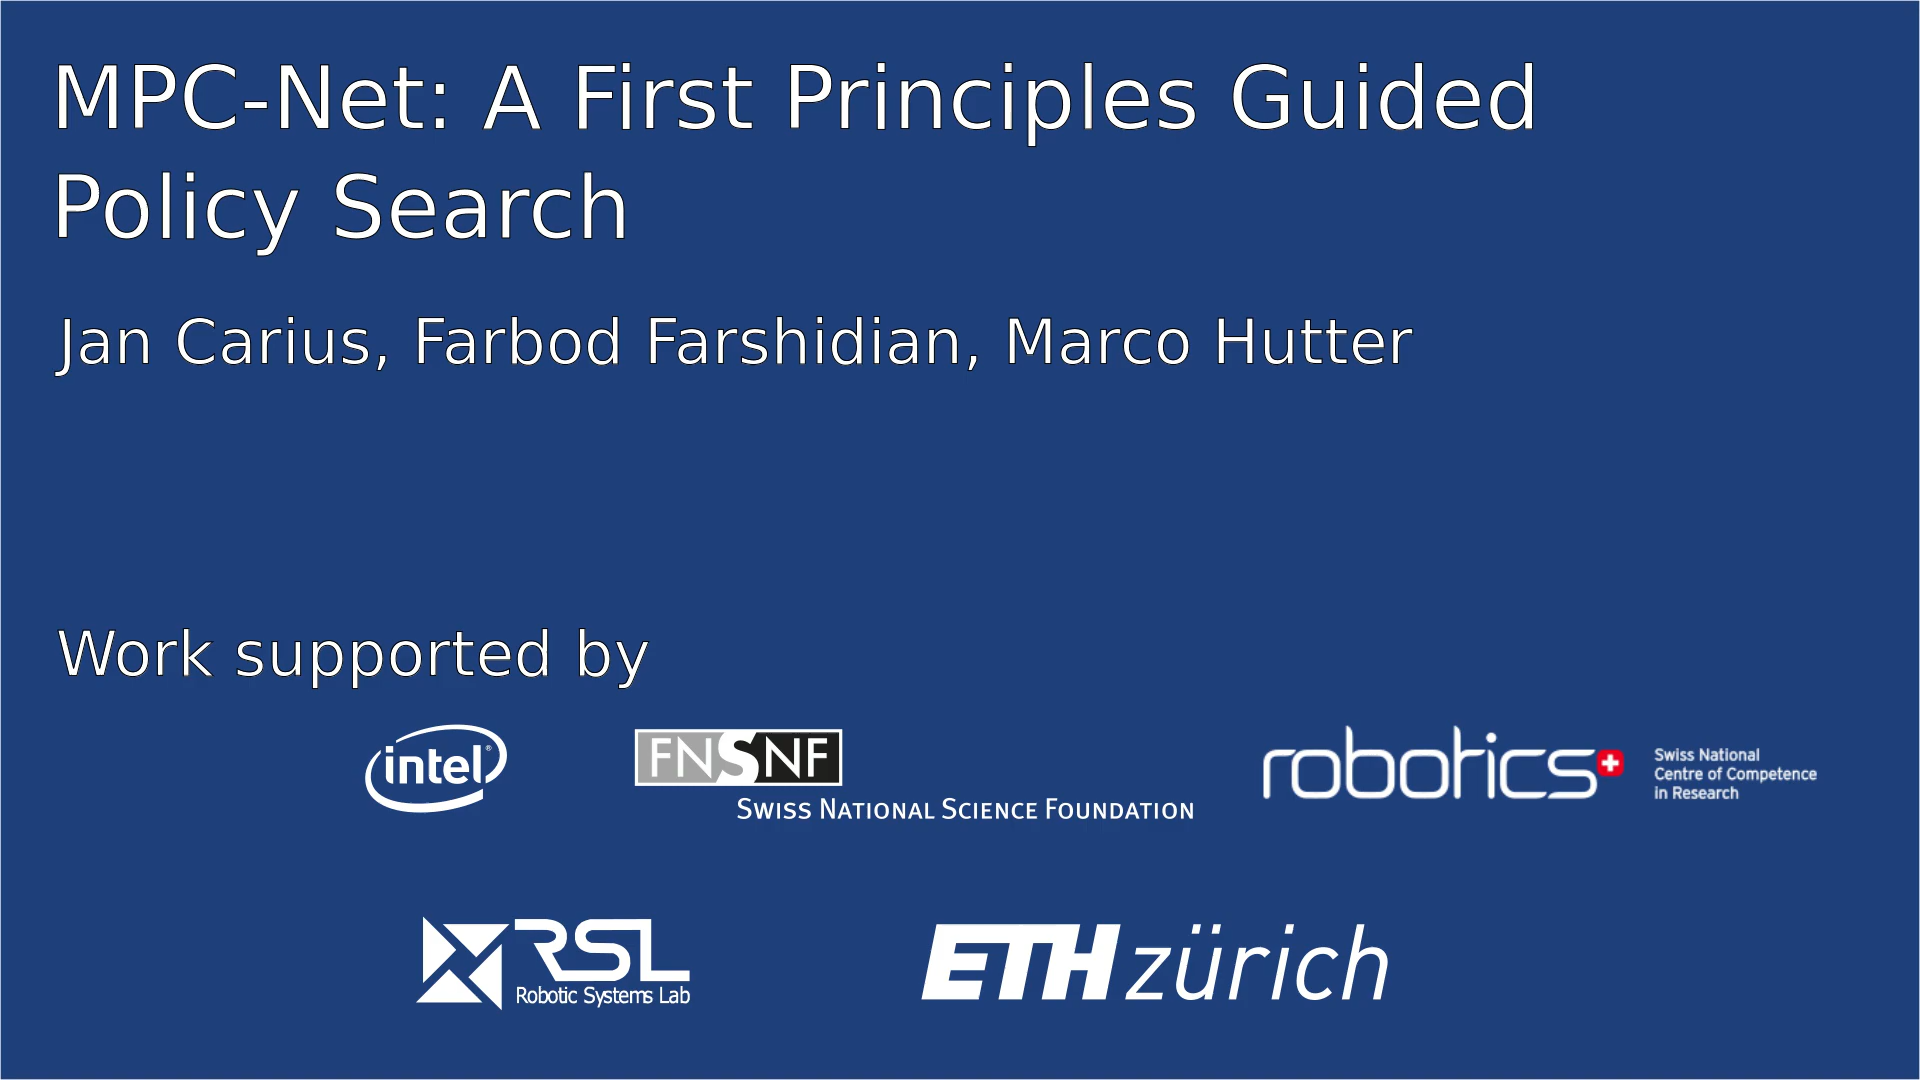 MPC-Net: A First Principles Guided
Policy Search
Jan Carius, Farbod Farshidian, Marco Hutter
Work supported by
intel®
FNSNF
SWISS NATIONAL SCIENCE FOUNDATION
robotics+
Swiss National
Centre of Competence
in Research
RSL
Robotic Systems Lab
ETH zürich